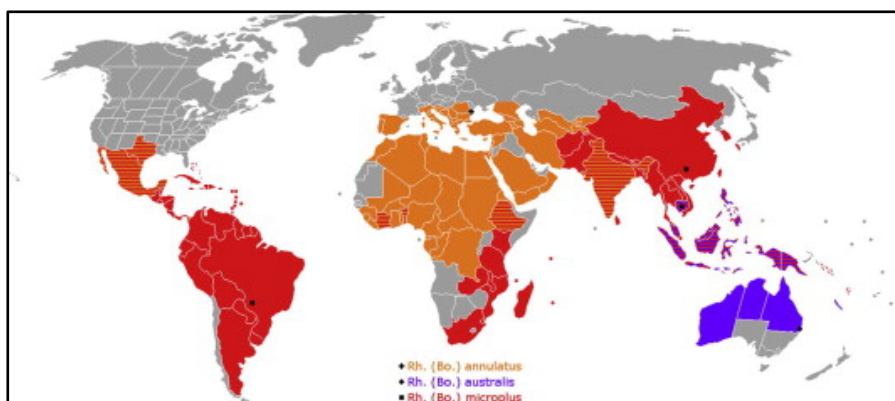 Rh. (Bo.) annulatus
Rh. (Bo.) australis
Rh. (Bo.) microplus